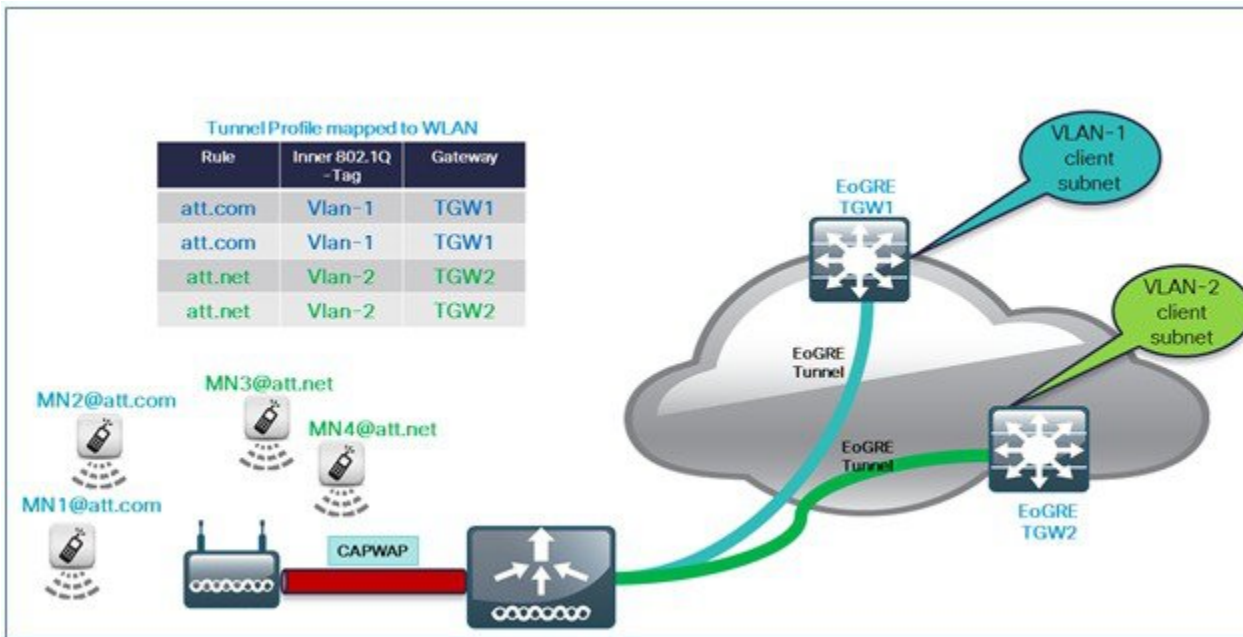 Tunnel Profile mapped to WLAN
Rule Inner 802.1Q Gateway
-Tag
att.com Vlan-1 TGW1
att.com Vlan-1 TGW1
att.net Vlan-2 TGW2
att.net Vlan-2 TGW2
VLAN-1
client
subnet
EoGRE
TGW1
VLAN-2
client
subnet
EoGRE
Tunnel
EoGRE
Tunnel
EoGRE
TGW2
MN3@att.net
MN2@att.com
MN4@att.net
MN1@att.com
CAPWAP